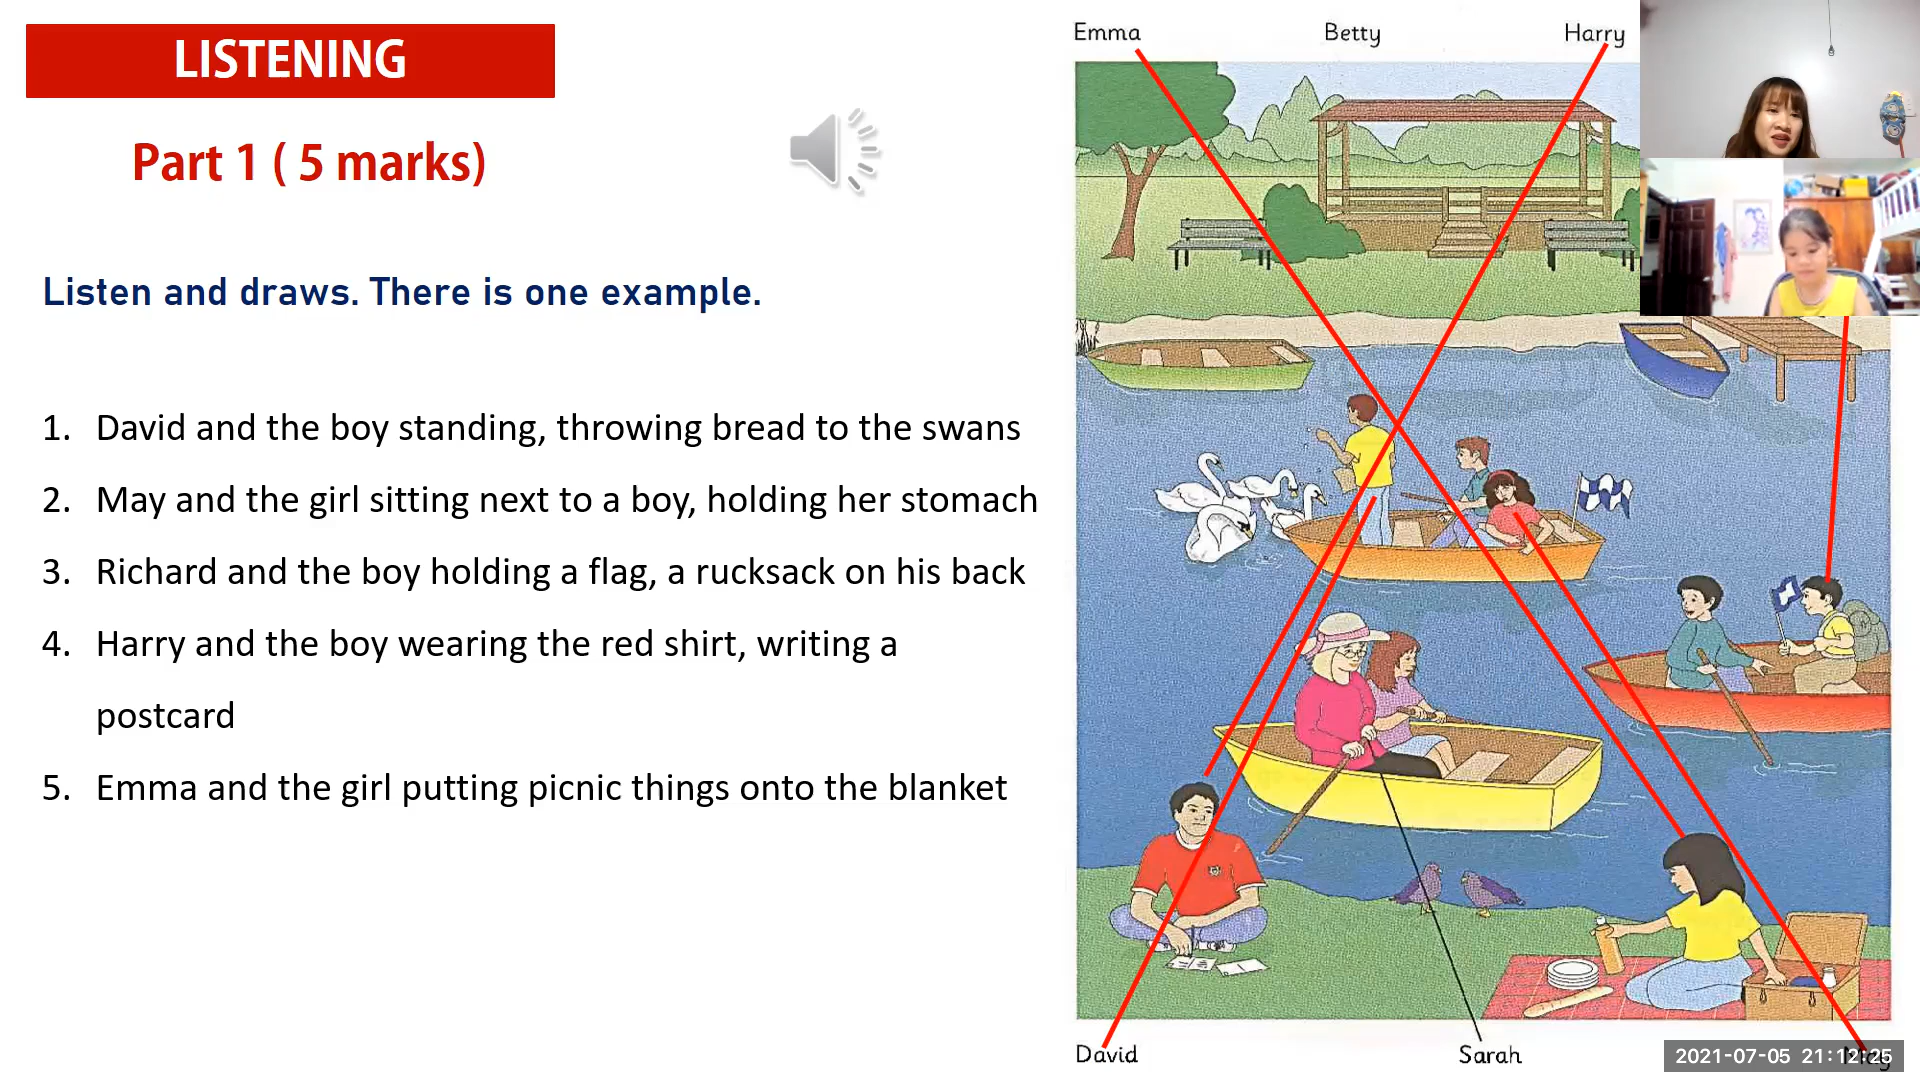 LISTENING
Part 1 ( 5 marks)
Listen and draws. There is one example.
1. David and the boy standing, throwing bread to the swans
2. May and the girl sitting next to a boy, holding her stomach
3. Richard and the boy holding a flag, a rucksack on his back
4. Harry and the boy wearing the red shirt, writing a
postcard
5. Emma and the girl putting picnic things onto the blanket
Emma Betty Harry
David Sarah
2021-07-05 21:12:25